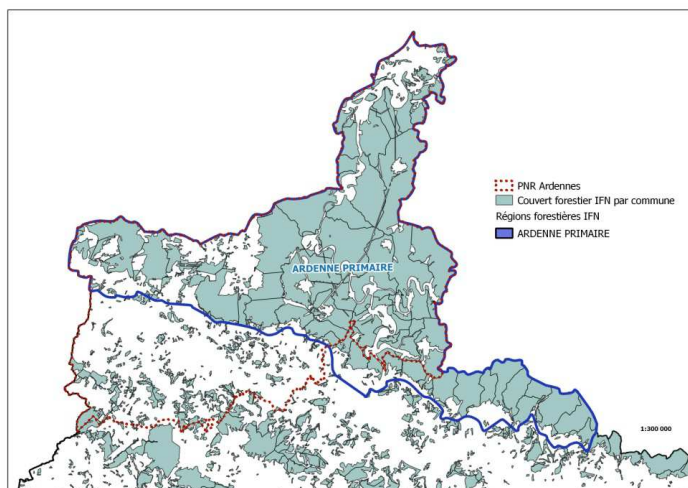 PNR Ardennes
Couvert forestier IFN par commune
Régions forestières IFN
ARDENNE PRIMAIRE
ARDENNE PRIMAIRE
1:300 000